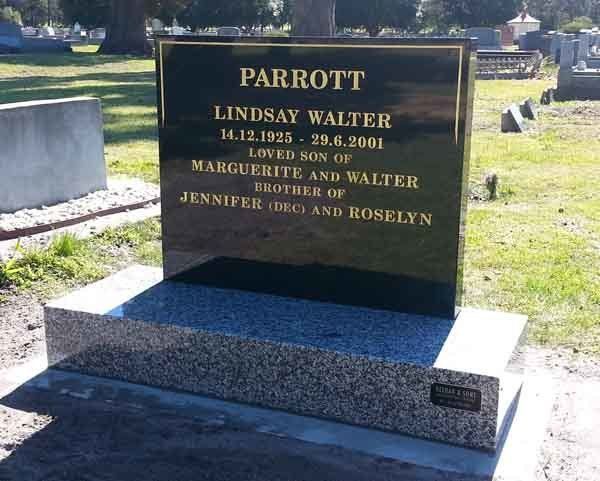 PARROTT
LINDSAY WALTER
14.12.1925 - 29.6.2001
LOVED SON OF
MARGUERITE AND WALTER
BROTHER OF
JENNIFER (DEC) AND ROSELYN
& SONS